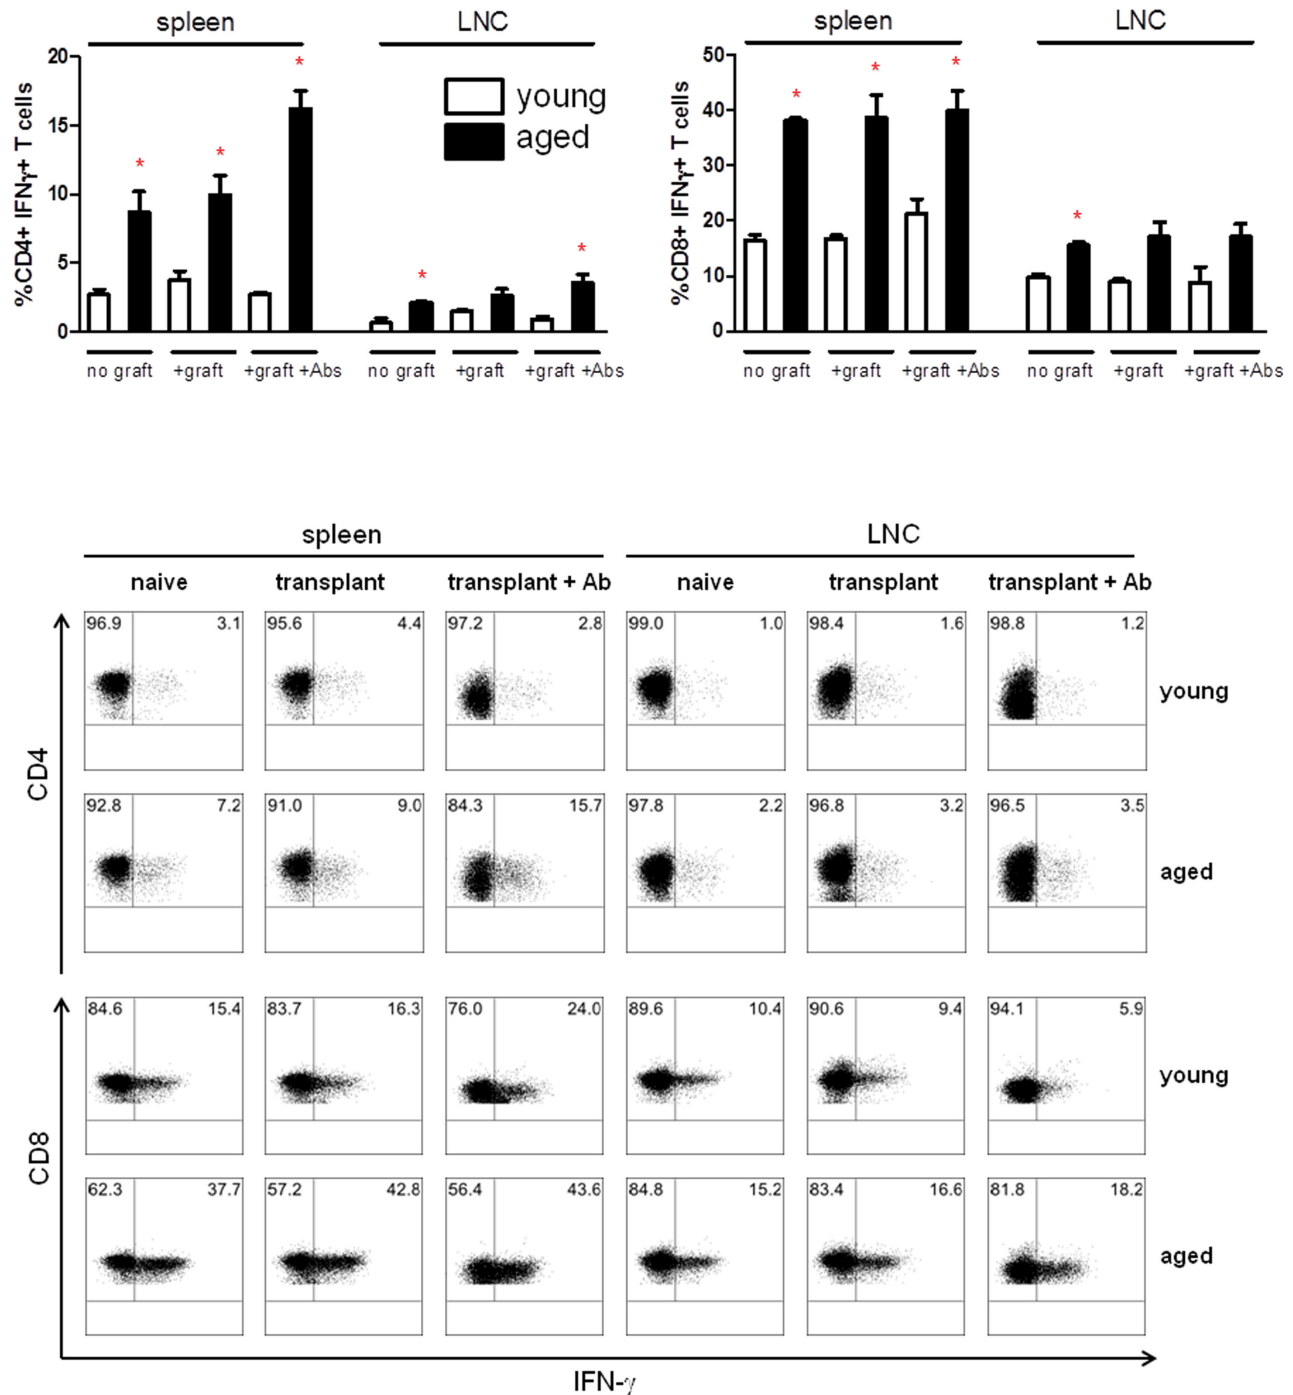 spleen LNC
%CD4+ IFNγ+ T cells
20
15
10
5
0
* * * * *
young
aged
no graft +graft +graft +Abs no graft +graft +graft +Abs
spleen LNC
%CD8+ IFNγ+ T cells
50
40
30
20
10
0
* * * *
no graft +graft +graft +Abs no graft +graft +graft +Abs
spleen LNC
naive transplant transplant + Ab naive transplant transplant + Ab
CD4
96.9 3.1 95.6 4.4 97.2 2.8 99.0 1.0 98.4 1.6 98.8 1.2
young
92.8 7.2 91.0 9.0 84.3 15.7 97.8 2.2 96.8 3.2 96.5 3.5
aged
CD8
84.6 15.4 83.7 16.3 76.0 24.0 89.6 10.4 90.6 9.4 94.1 5.9
young
62.3 37.7 57.2 42.8 56.4 43.6 84.8 15.2 83.4 16.6 81.8 18.2
aged
IFN-γ